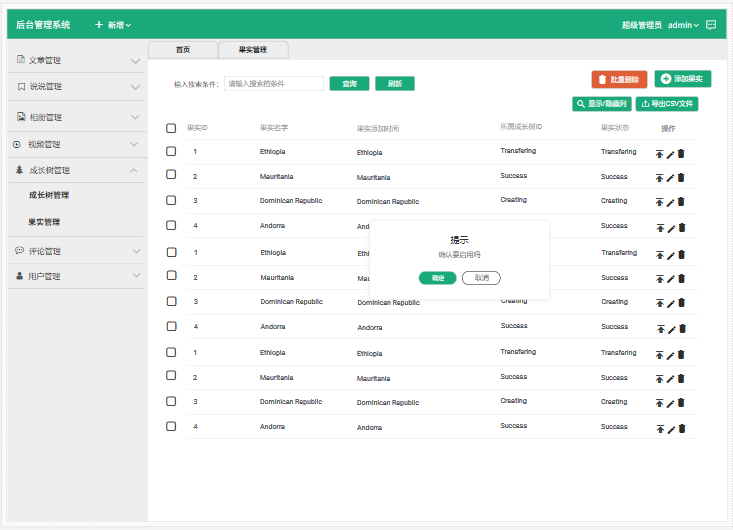 后台管理系统 新增 超级管理员 admin
文章管理
说说管理
相册管理
视频管理
成长树管理
成长树管理
果实管理
评论管理
用户管理
首页 果实管理
输入搜索条件: 请输入搜索的条件 查询 刷新 批量删除 添加果实
显示/隐藏列 导出CSV文件
果实ID 果实名字 果实添加时间 所属成长树ID 果实状态 操作
1 Ethiopia Ethiopia Transfering Transfering
2 Mauritania Mauritania Success Success
3 Dominican Republic Dominican Republic Creating Creating
4 Andorra And Success
1 Ethiopia Ethi Transfering
2 Mauritania Mau Success
3 Dominican Republic Dominican Republic Creating Creating
4 Andorra Andorra Success Success
1 Ethiopia Ethiopia Transfering Transfering
2 Mauritania Mauritania Success Success
3 Dominican Republic Dominican Republic Creating Creating
4 Andorra Andorra Success Success
提示
确认要启用吗
确定 取消